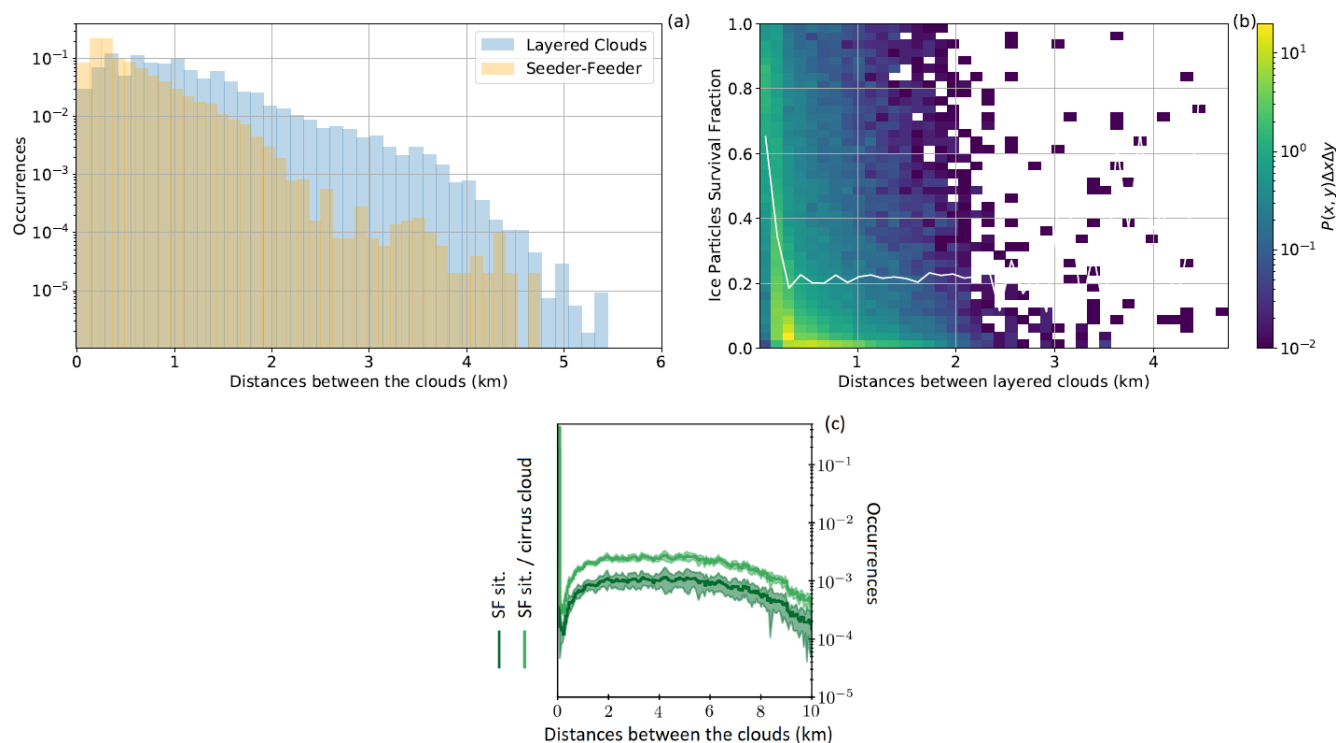 (a)
Occurrences
10⁻¹
10⁻²
10⁻³
10⁻⁴
10⁻⁵
Layered Clouds
Seeder-Feeder
0 1 2 3 4 5 6
Distances between the clouds (km)
(b)
Ice Particles Survival Fraction
1.0
0.8
0.6
0.4
0.2
0.0
1 2 3 4
Distances between layered clouds (km)
10¹
10⁰
10⁻¹
10⁻²
P(x, y)ΔxΔy
(c)
SF sit.
SF sit. / cirrus cloud
10⁻¹
10⁻²
10⁻³
10⁻⁴
10⁻⁵
Occurrences
0 2 4 6 8 10
Distances between the clouds (km)